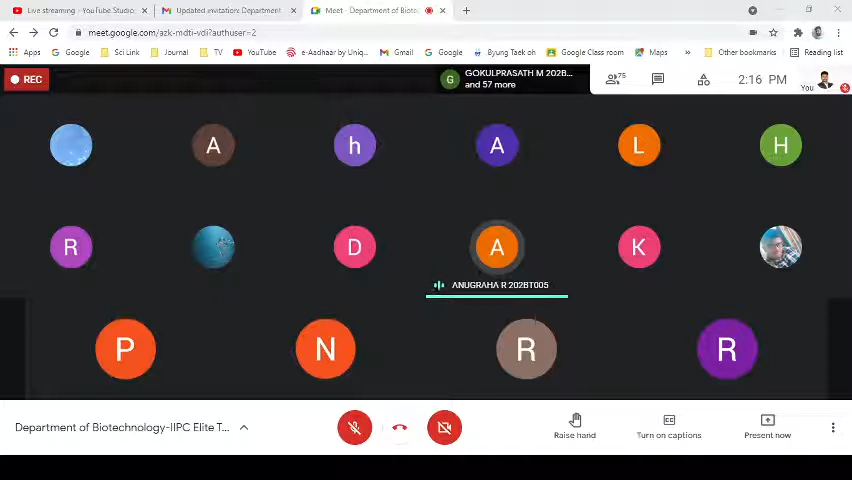 Live streaming - YouTube Studio
Updated invitation: Department
Meet - Department of Biotec
meet.google.com/azk-mdti-vdi?authuser=2
Apps
Google
Sci Link
Journal
TV
YouTube
e-Aadhaar by Uniq...
Gmail
Google
Byung Taek oh
Google Class room
Maps
»
Other bookmarks
Reading list
REC
G
GOKULPRASATH M 202B...
and 57 more
75
2:16 PM
You
A
h
A
L
H
R
D
A
K
ANUGRAHA R 202BT005
P
N
R
R
Department of Biotechnology-IIPC Elite T...
Raise hand
Turn on captions
Present now